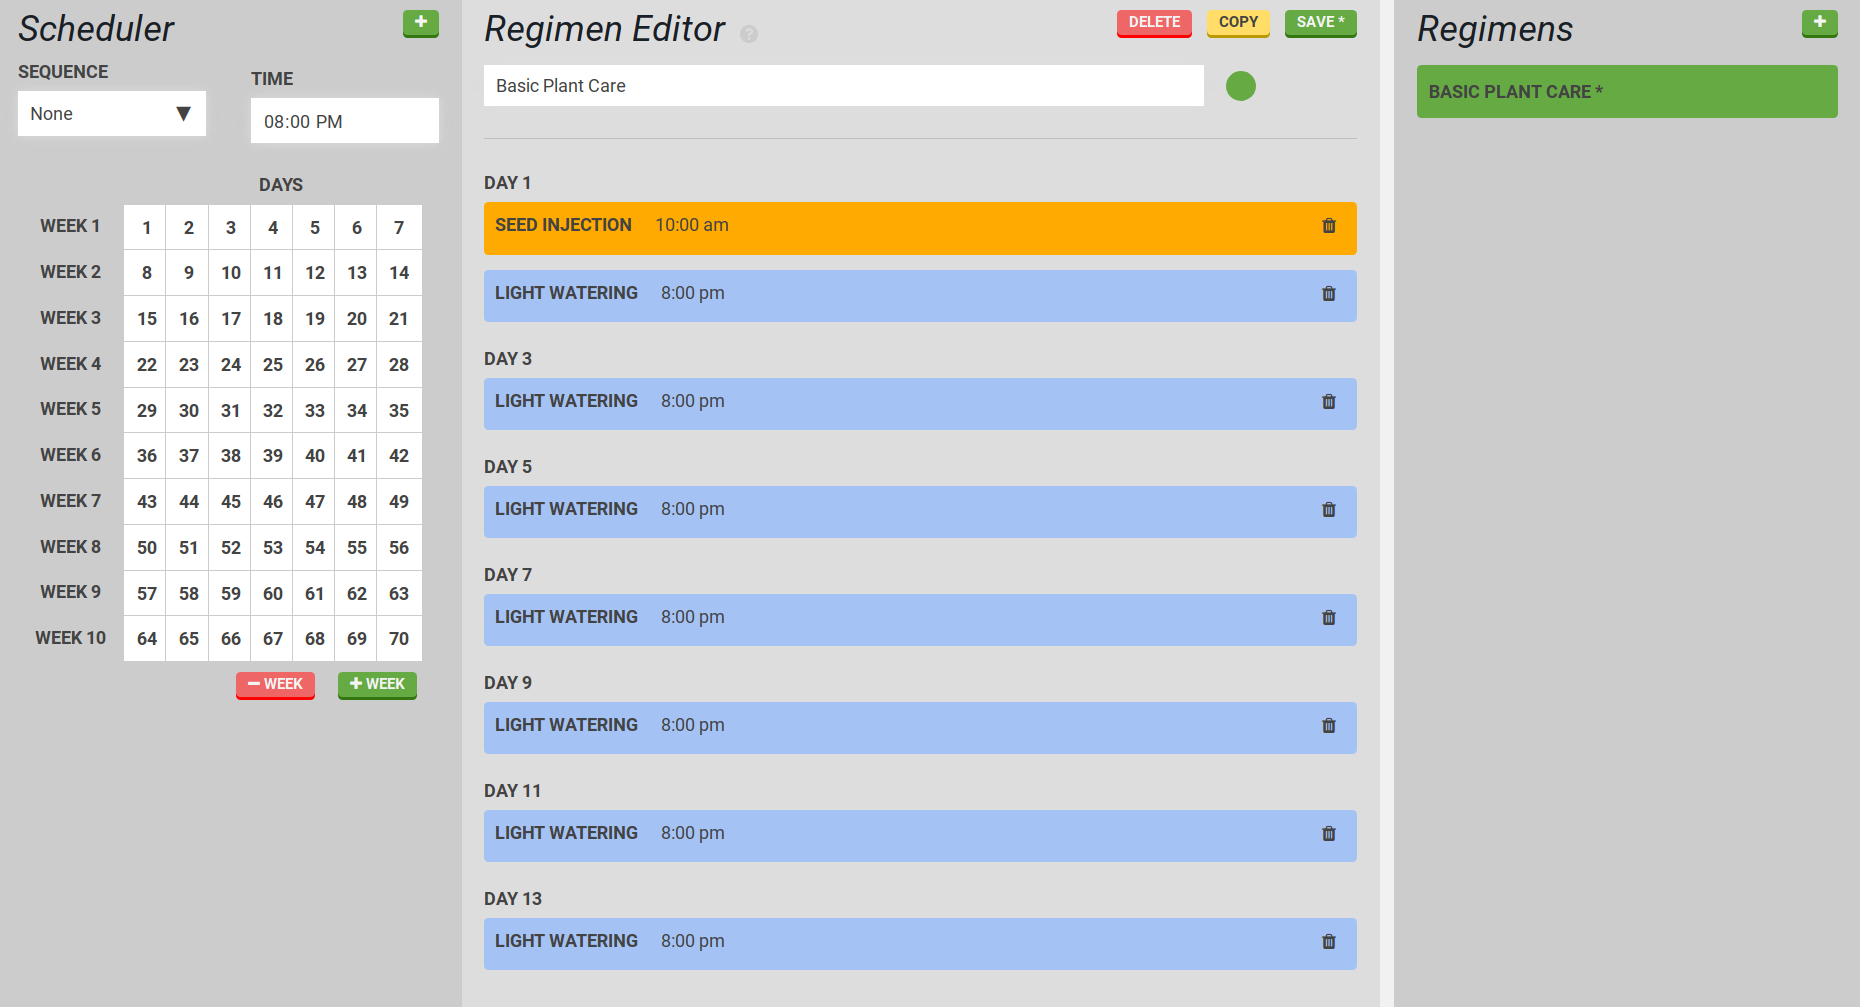 Scheduler
+
SEQUENCE
TIME
None ▼
08:00 PM
DAYS
WEEK 1 1 2 3 4 5 6 7
WEEK 2 8 9 10 11 12 13 14
WEEK 3 15 16 17 18 19 20 21
WEEK 4 22 23 24 25 26 27 28
WEEK 5 29 30 31 32 33 34 35
WEEK 6 36 37 38 39 40 41 42
WEEK 7 43 44 45 46 47 48 49
WEEK 8 50 51 52 53 54 55 56
WEEK 9 57 58 59 60 61 62 63
WEEK 10 64 65 66 67 68 69 70
− WEEK + WEEK
Regimen Editor ?
DELETE COPY SAVE *
Basic Plant Care
DAY 1
SEED INJECTION 10:00 am
LIGHT WATERING 8:00 pm
DAY 3
LIGHT WATERING 8:00 pm
DAY 5
LIGHT WATERING 8:00 pm
DAY 7
LIGHT WATERING 8:00 pm
DAY 9
LIGHT WATERING 8:00 pm
DAY 11
LIGHT WATERING 8:00 pm
DAY 13
LIGHT WATERING 8:00 pm
Regimens
+
BASIC PLANT CARE *